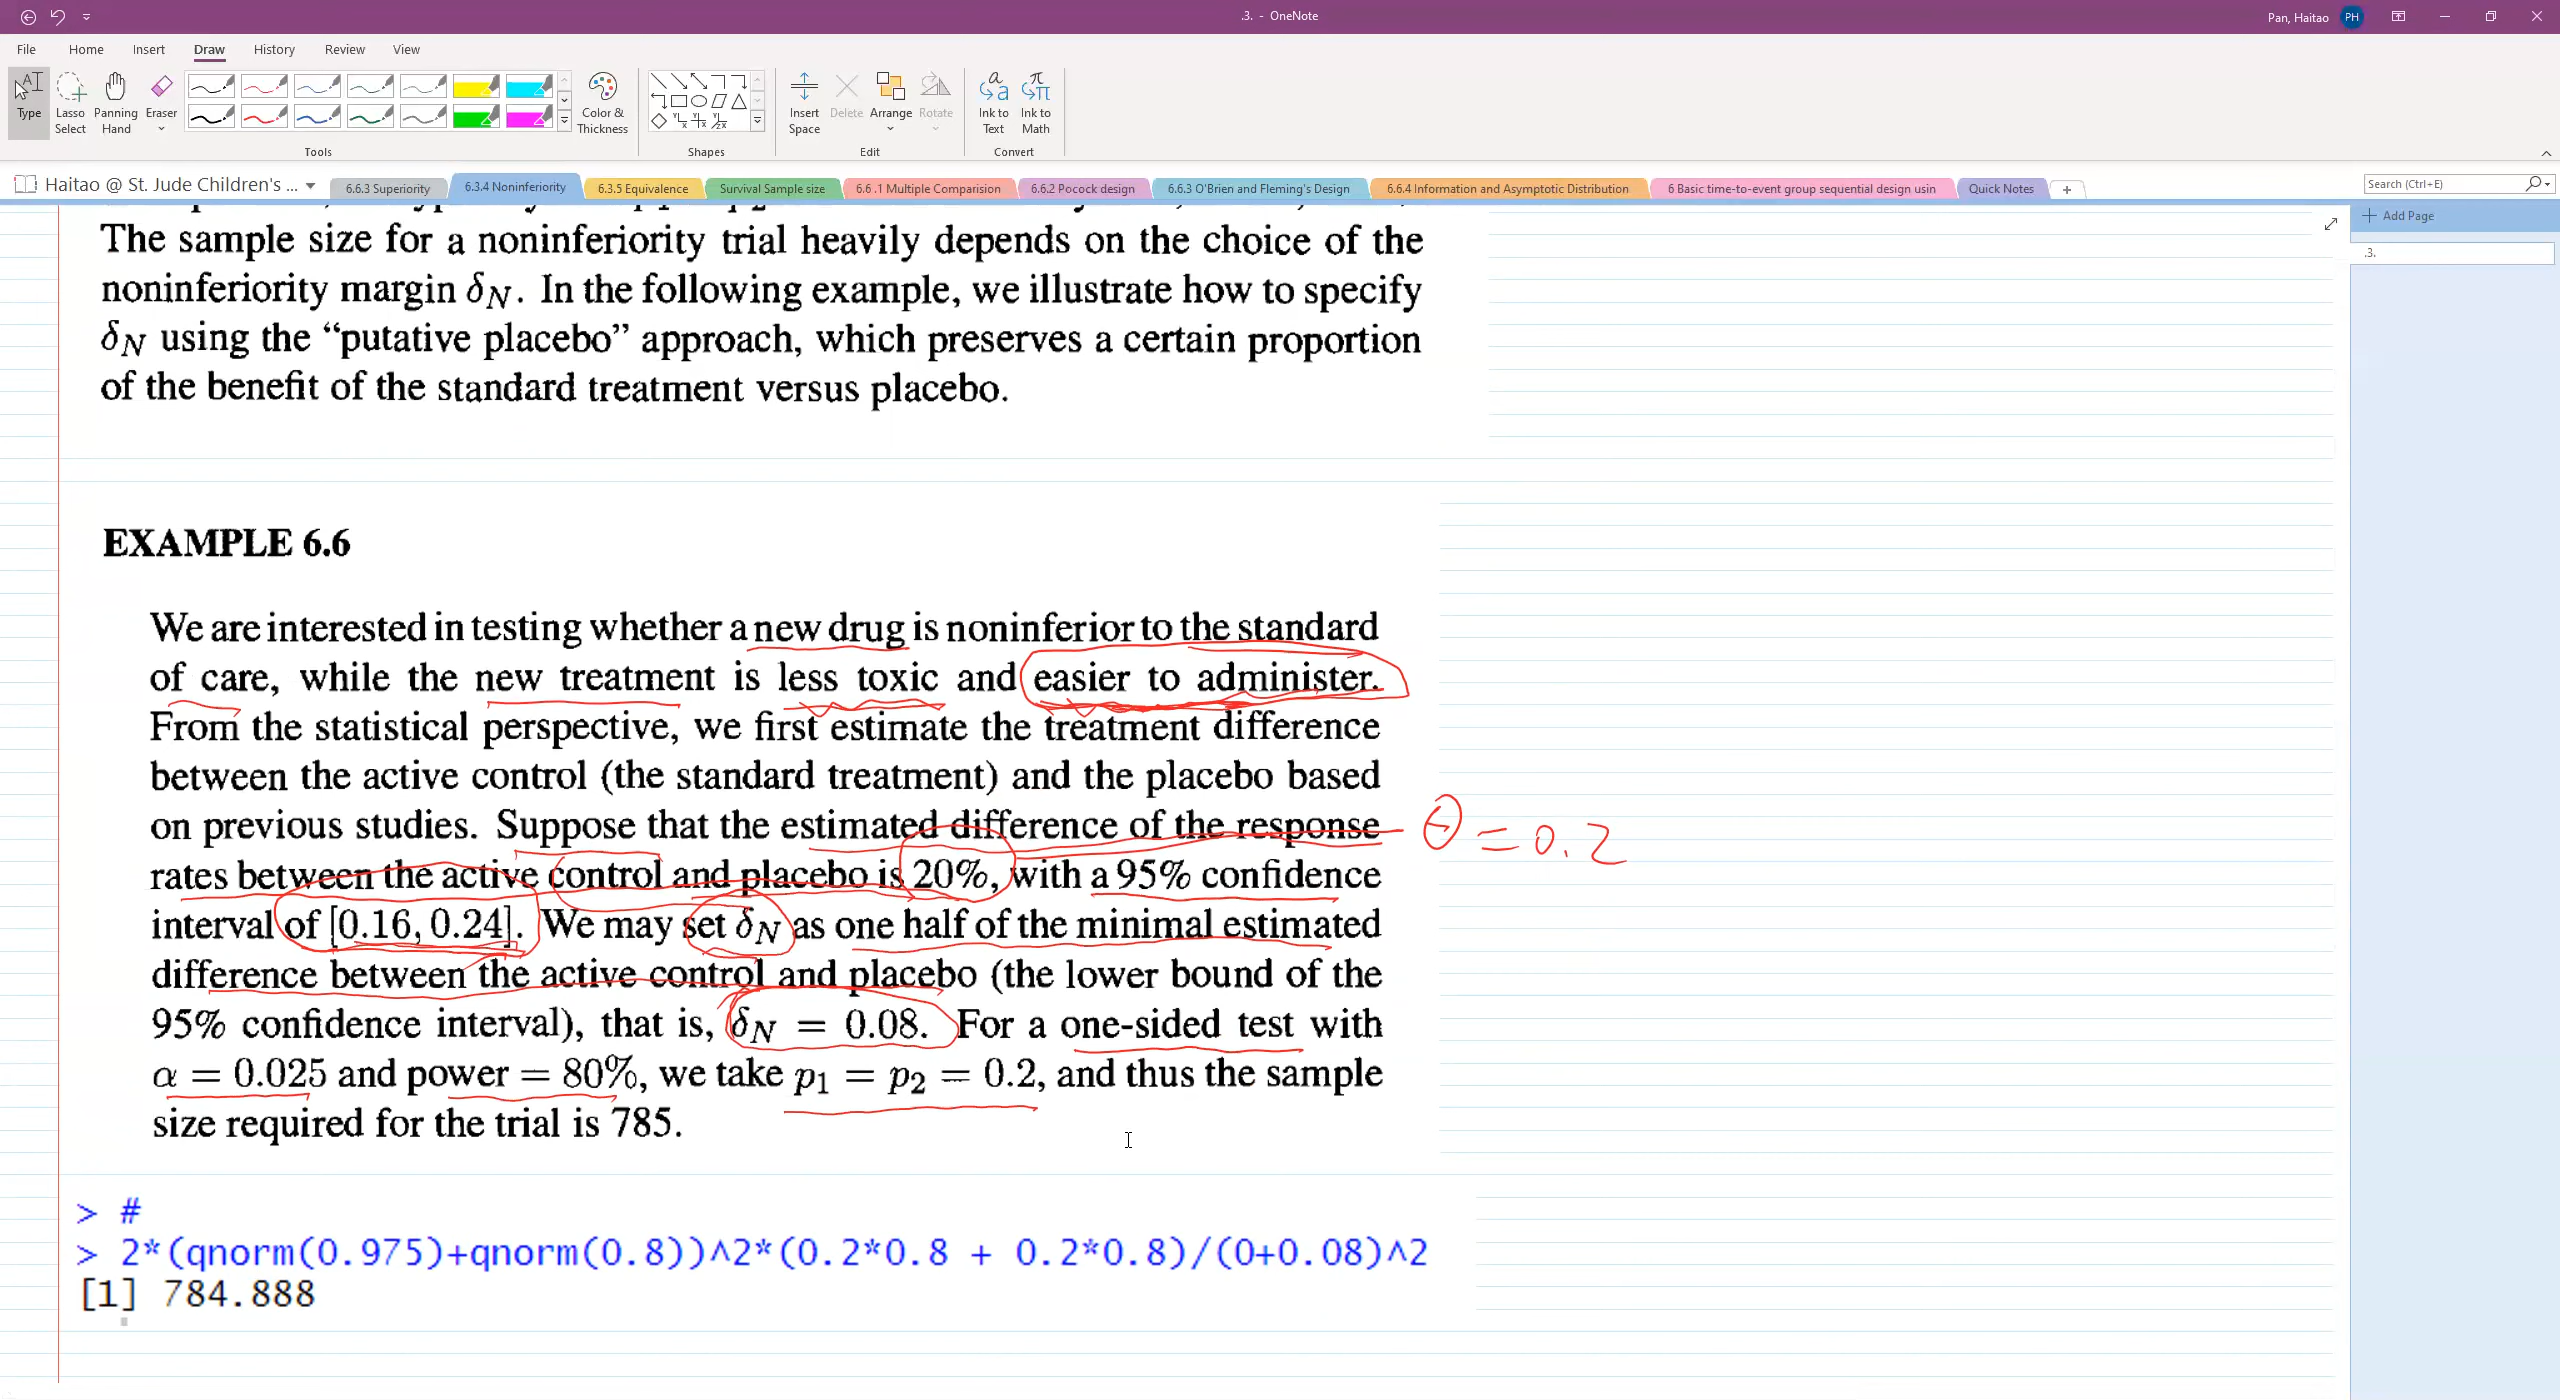 .3. - OneNote
Pan, Haitao PH
File Home Insert Draw History Review View
Type
Lasso Select
Panning Hand
Eraser
Color & Thickness
Insert Space
Delete
Arrange
Rotate
Ink to Text
Ink to Math
Tools Shapes Edit Convert
Haitao @ St. Jude Children's ... 6.6.3 Superiority 6.3.4 Noninferiority 6.3.5 Equivalence Survival Sample size 6.6 .1 Multiple Comparision 6.6.2 Pocock design 6.6.3 O'Brien and Fleming's Design 6.6.4 Information and Asymptotic Distribution 6 Basic time-to-event group sequential design usin Quick Notes + Search (Ctrl+E)
Add Page
.3.
The sample size for a noninferiority trial heavily depends on the choice of the
noninferiority margin δN. In the following example, we illustrate how to specify
δN using the “putative placebo” approach, which preserves a certain proportion
of the benefit of the standard treatment versus placebo.
EXAMPLE 6.6
We are interested in testing whether a new drug is noninferior to the standard
of care, while the new treatment is less toxic and easier to administer.
From the statistical perspective, we first estimate the treatment difference
between the active control (the standard treatment) and the placebo based
on previous studies. Suppose that the estimated difference of the response
Θ = 0.2
rates between the active control and placebo is 20%, with a 95% confidence
interval of [0.16, 0.24]. We may set δN as one half of the minimal estimated
difference between the active control and placebo (the lower bound of the
95% confidence interval), that is, δN = 0.08. For a one-sided test with
α = 0.025 and power = 80%, we take p1 = p2 = 0.2, and thus the sample
size required for the trial is 785.
> #
> 2*(qnorm(0.975)+qnorm(0.8))^2*(0.2*0.8 + 0.2*0.8)/(0+0.08)^2
[1] 784.888